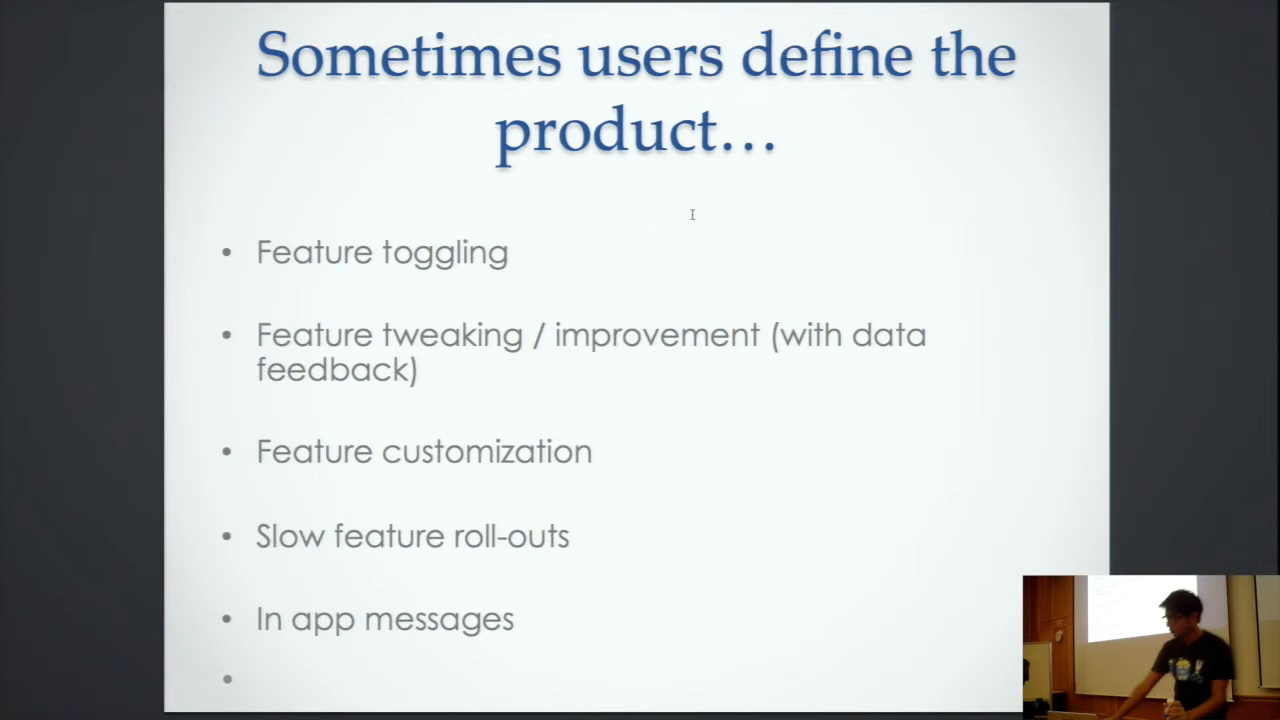 Sometimes users define the
product…
• Feature toggling
• Feature tweaking / improvement (with data
feedback)
• Feature customization
• Slow feature roll-outs
• In app messages
•